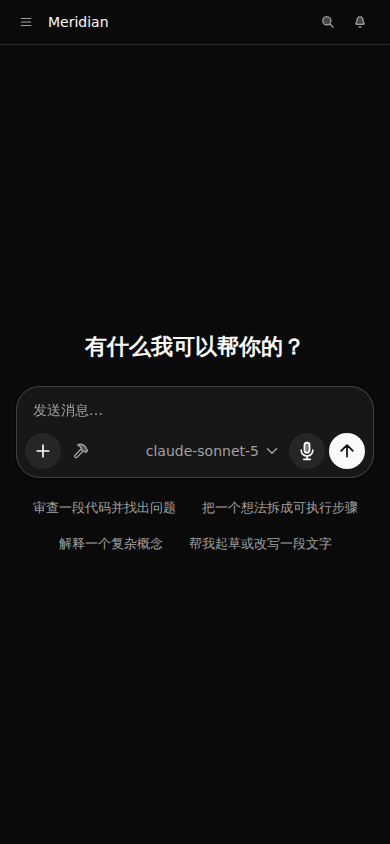 Meridian
有什么我可以帮你的？
发送消息…
claude-sonnet-5
审查一段代码并找出问题 把一个想法拆成可执行步骤
解释一个复杂概念 帮我起草或改写一段文字